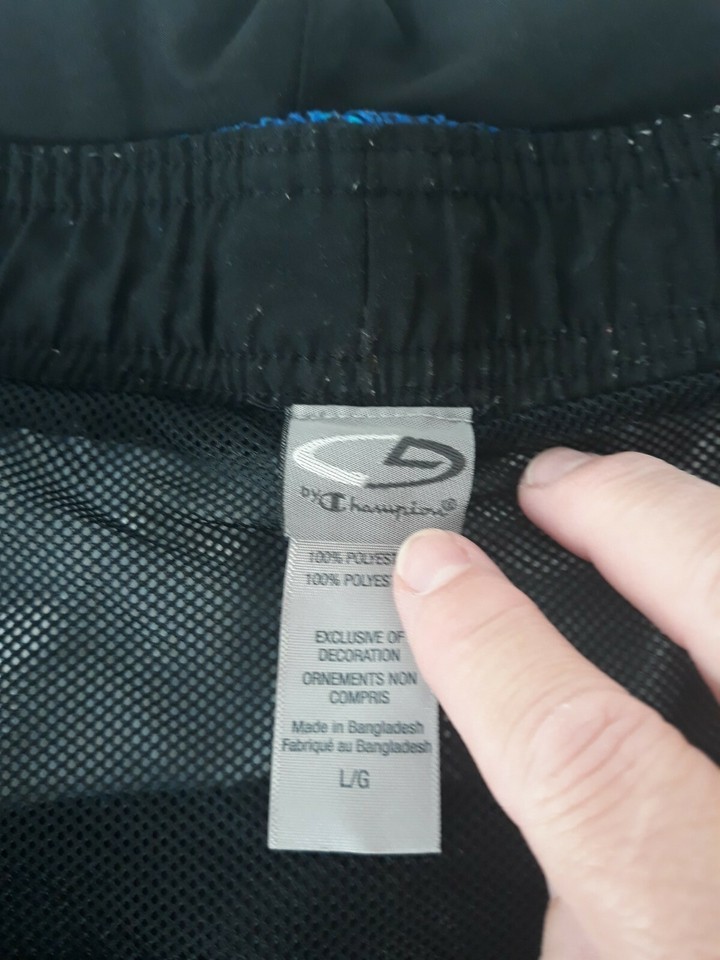 by Champion®
100% POLYEST
100% POLYEST
EXCLUSIVE OF
DECORATION
ORNEMENTS NON
COMPRIS
Made in Bangladesh
Fabriqué au Bangladesh
L/G